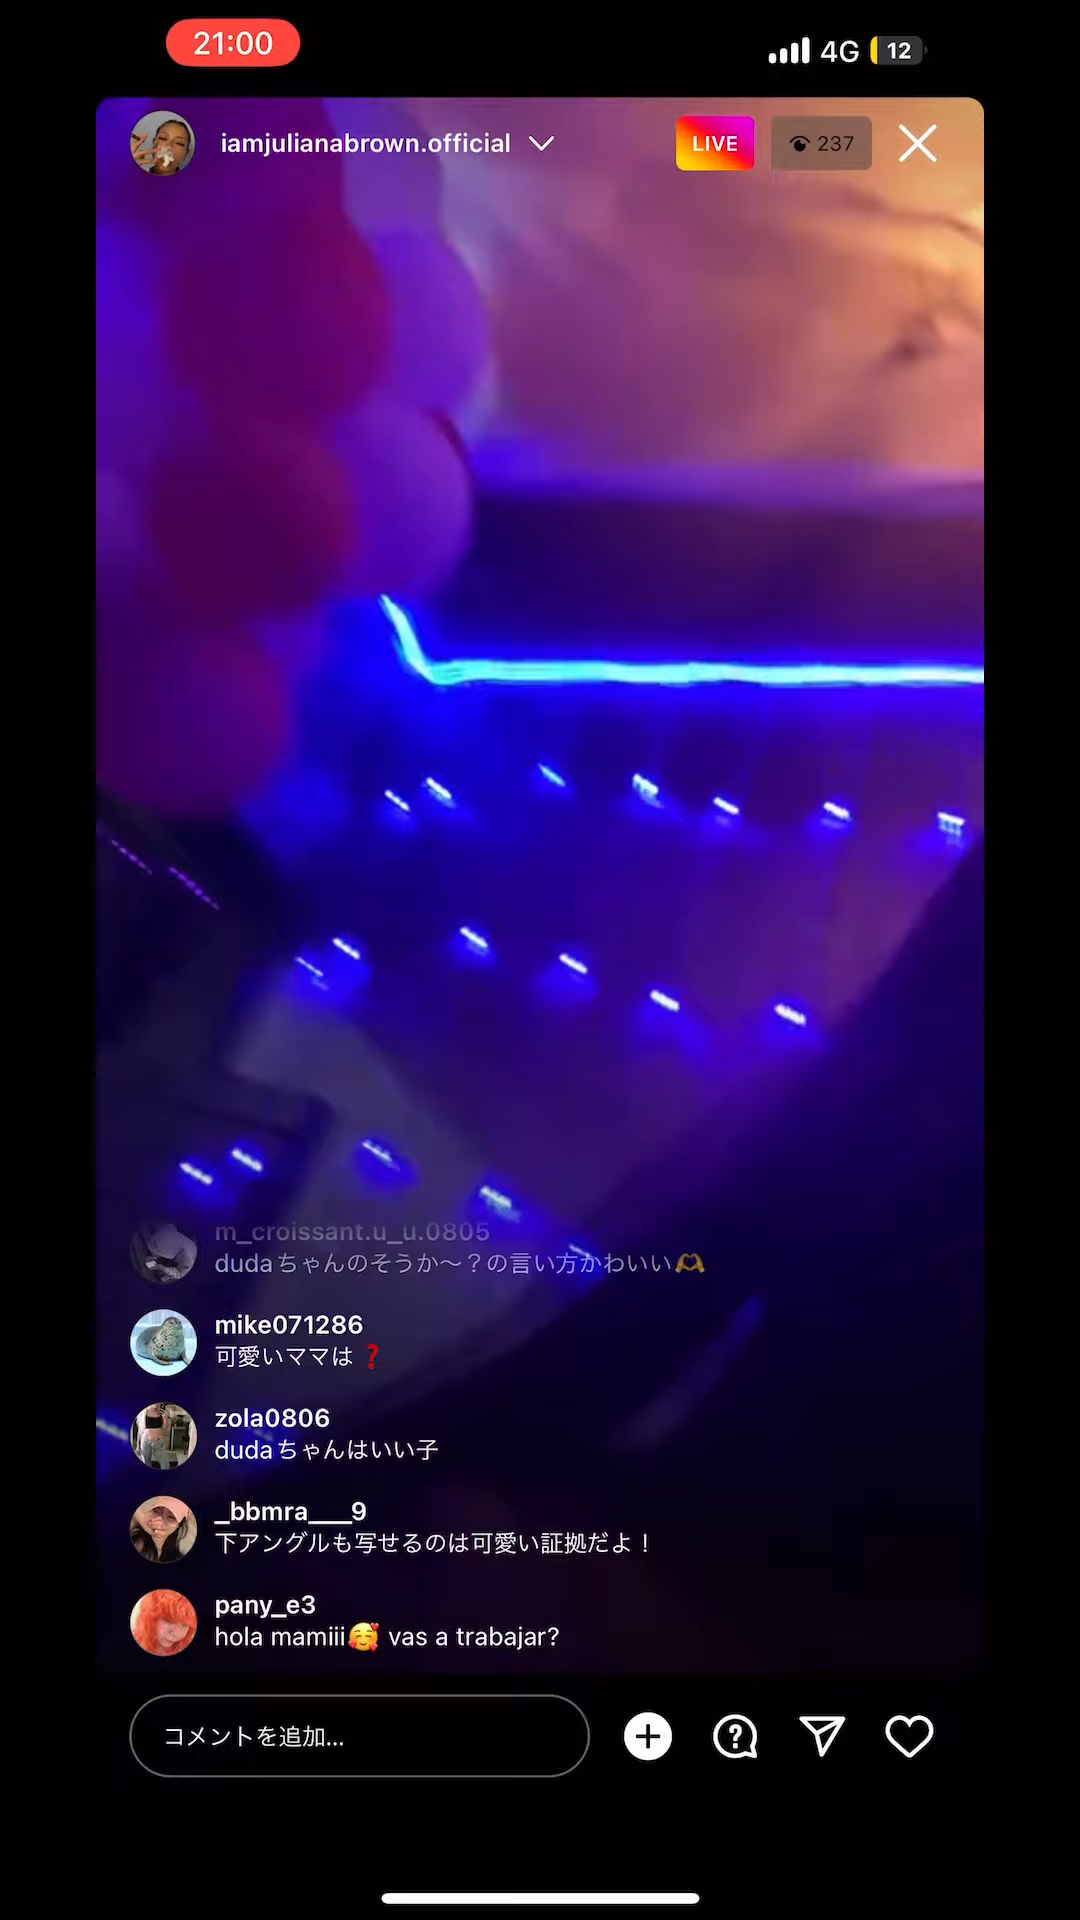 21:00
4G
12
iamjulianabrown.official
LIVE
237
m_croissant.u_u.0805
dudaちゃんのそうか〜？の言い方かわいい🫶
mike071286
可愛いママは❓
zola0806
dudaちゃんはいい子
_bbmra___9
下アングルも写せるのは可愛い証拠だよ！
pany_e3
hola mamiii🥰 vas a trabajar?
コメントを追加...